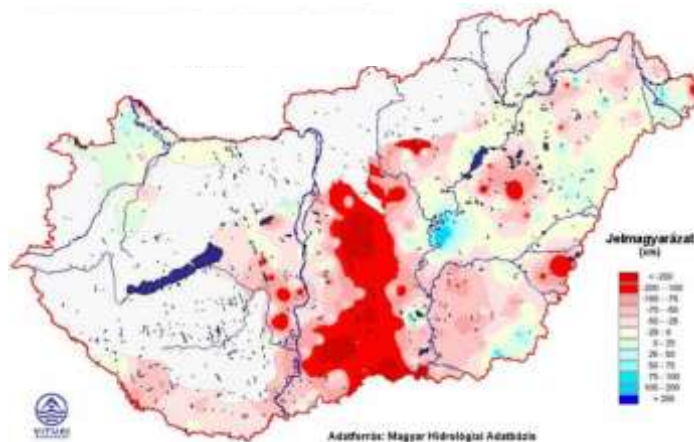 Jelmagyarázat
(cm)
< -200
-200 - -100
-100 - -75
-75 - -50
-50 - -25
-25 - 0
0 - 25
25 - 50
50 - 75
75 - 100
100 - 200
> 200
VITUKI
Adatforrás: Magyar Hidrológiai Adatbázis